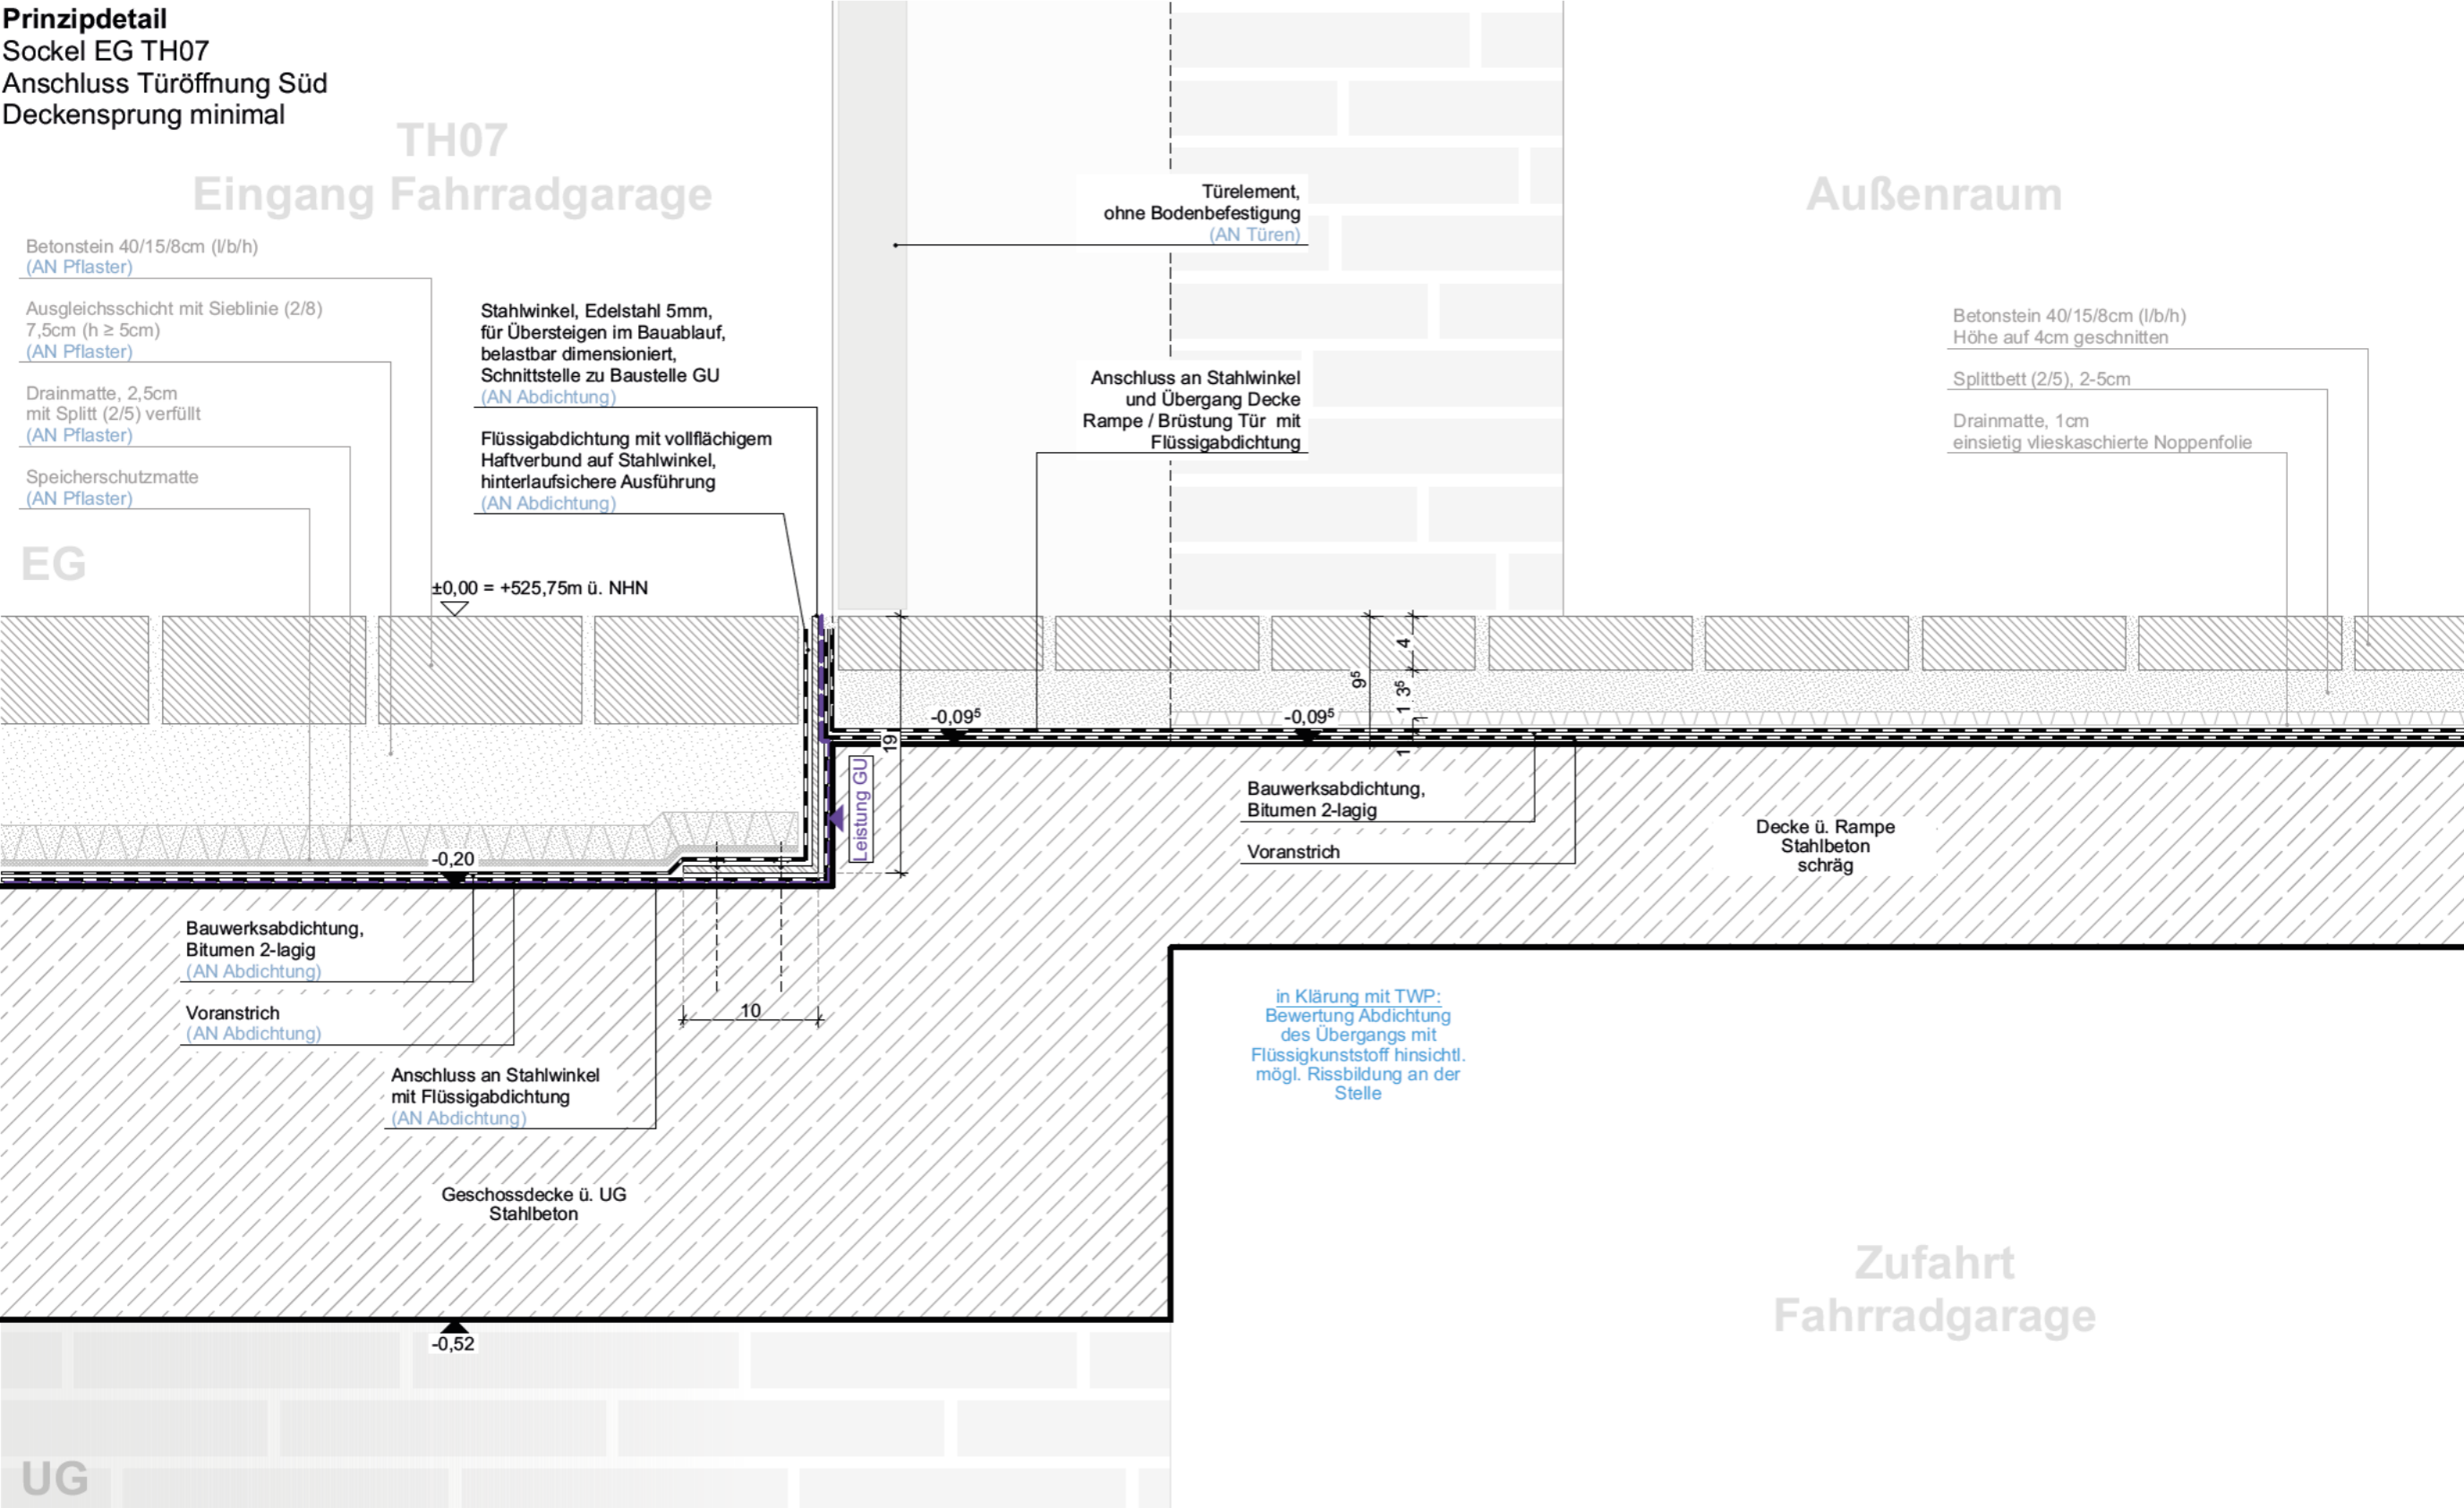 Prinzipdetail
Sockel EG TH07
Anschluss Türöffnung Süd
Deckensprung minimal
TH07
Eingang Fahrradgarage
Außenraum
Betonstein 40/15/8cm (l/b/h)
(AN Pflaster)
Ausgleichsschicht mit Sieblinie (2/8)
7,5cm (h ≥ 5cm)
(AN Pflaster)
Drainmatte, 2,5cm
mit Splitt (2/5) verfüllt
(AN Pflaster)
Speicherschutzmatte
(AN Pflaster)
EG
Stahlwinkel, Edelstahl 5mm,
für Übersteigen im Bauablauf,
belastbar dimensioniert,
Schnittstelle zu Baustelle GU
(AN Abdichtung)
Flüssigabdichtung mit vollflächigem
Haftverbund auf Stahlwinkel,
hinterlaufsichere Ausführung
(AN Abdichtung)
±0,00 = +525,75m ü. NHN
Türelement,
ohne Bodenbefestigung
(AN Türen)
Anschluss an Stahlwinkel
und Übergang Decke
Rampe / Brüstung Tür mit
Flüssigabdichtung
Betonstein 40/15/8cm (l/b/h)
Höhe auf 4cm geschnitten
Splittbett (2/5), 2-5cm
Drainmatte, 1cm
einsietig vlieskaschierte Noppenfolie
4
9⁵
3⁵
1
1
-0,09⁵
-0,09⁵
19
Leistung GU
-0,20
Bauwerksabdichtung,
Bitumen 2-lagig
Voranstrich
Decke ü. Rampe
Stahlbeton
schräg
Bauwerksabdichtung,
Bitumen 2-lagig
(AN Abdichtung)
Voranstrich
(AN Abdichtung)
10
Anschluss an Stahlwinkel
mit Flüssigabdichtung
(AN Abdichtung)
in Klärung mit TWP:
Bewertung Abdichtung
des Übergangs mit
Flüssigkunststoff hinsichtl.
mögl. Rissbildung an der
Stelle
Geschossdecke ü. UG
Stahlbeton
Zufahrt
Fahrradgarage
-0,52
UG